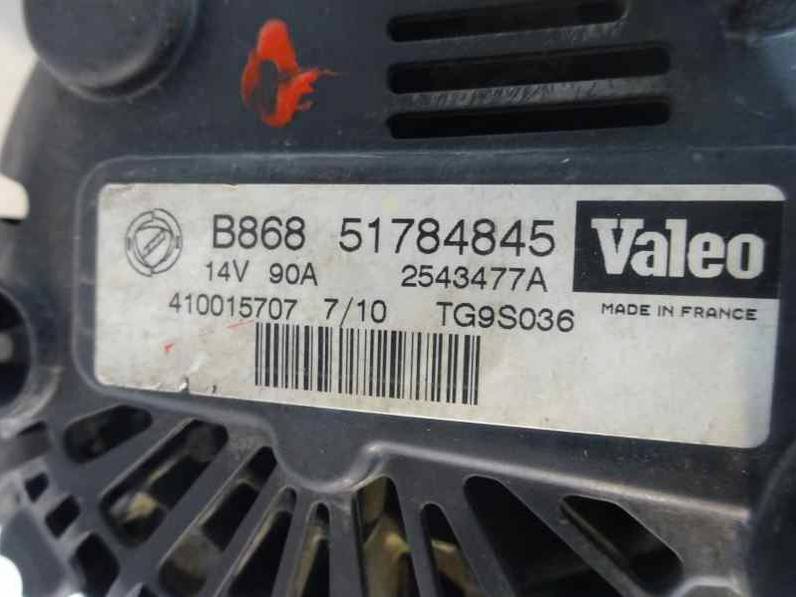 B868 51784845
Valeo
14V 90A 2543477A
MADE IN FRANCE
410015707 7/10 TG9S036